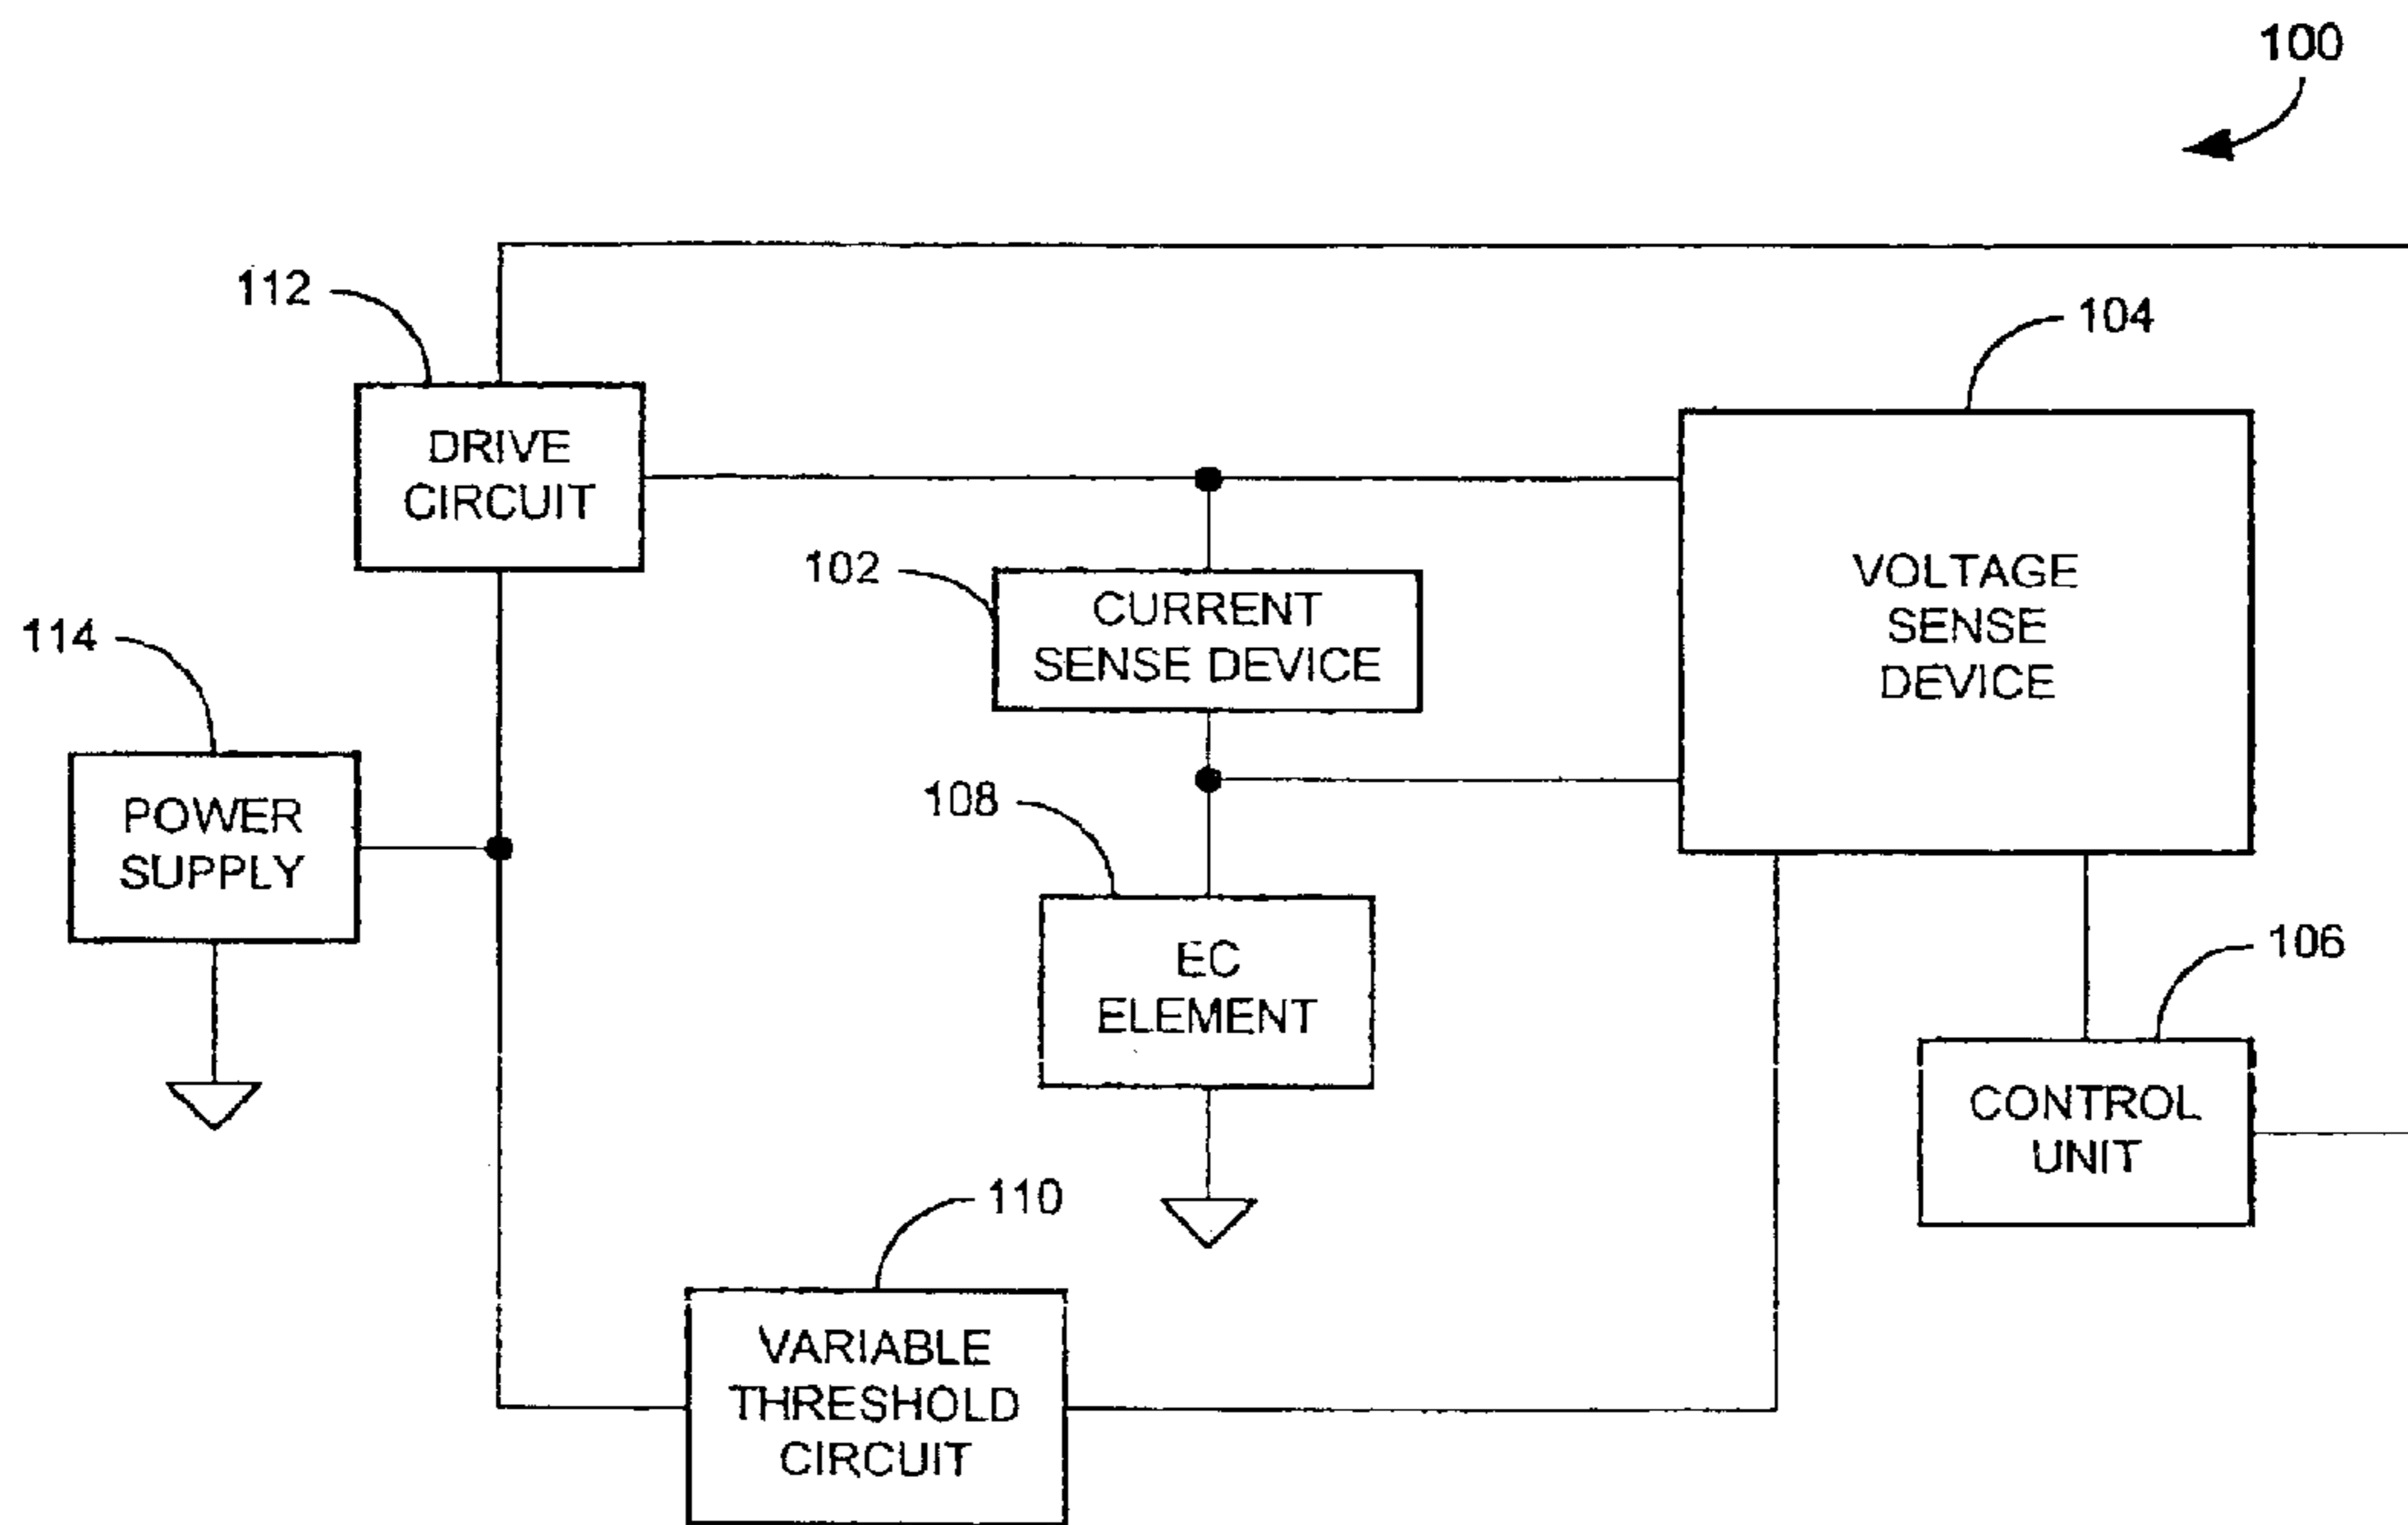 100
112
104
DRIVE
CIRCUIT
102
CURRENT
SENSE DEVICE
VOLTAGE
SENSE
DEVICE
114
POWER
SUPPLY
108
EC
ELEMENT
106
CONTROL
UNIT
110
VARIABLE
THRESHOLD
CIRCUIT